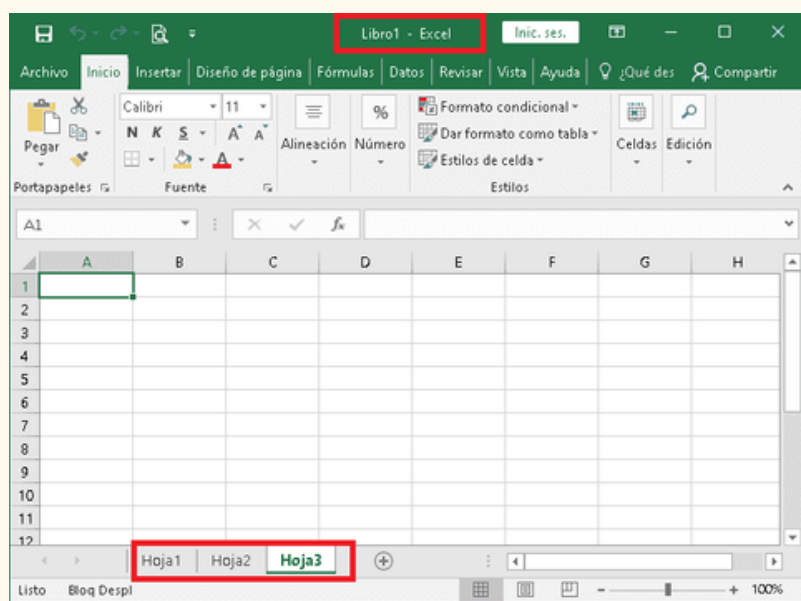 Libro1 - Excel
Inic. ses.
Archivo Inicio Insertar Diseño de página Fórmulas Datos Revisar Vista Ayuda ¿Qué des Compartir
Calibri 11 % Formato condicional
N K S A A Dar formato como tabla
Pegar A Alineación Número Estilos de celda Celdas Edición
Portapapeles Fuente Estilos
A1 fx
A B C D E F G H
1
2
3
4
5
6
7
8
9
10
11
12
Hoja1 Hoja2 Hoja3
Listo Bloq Despl - + 100%